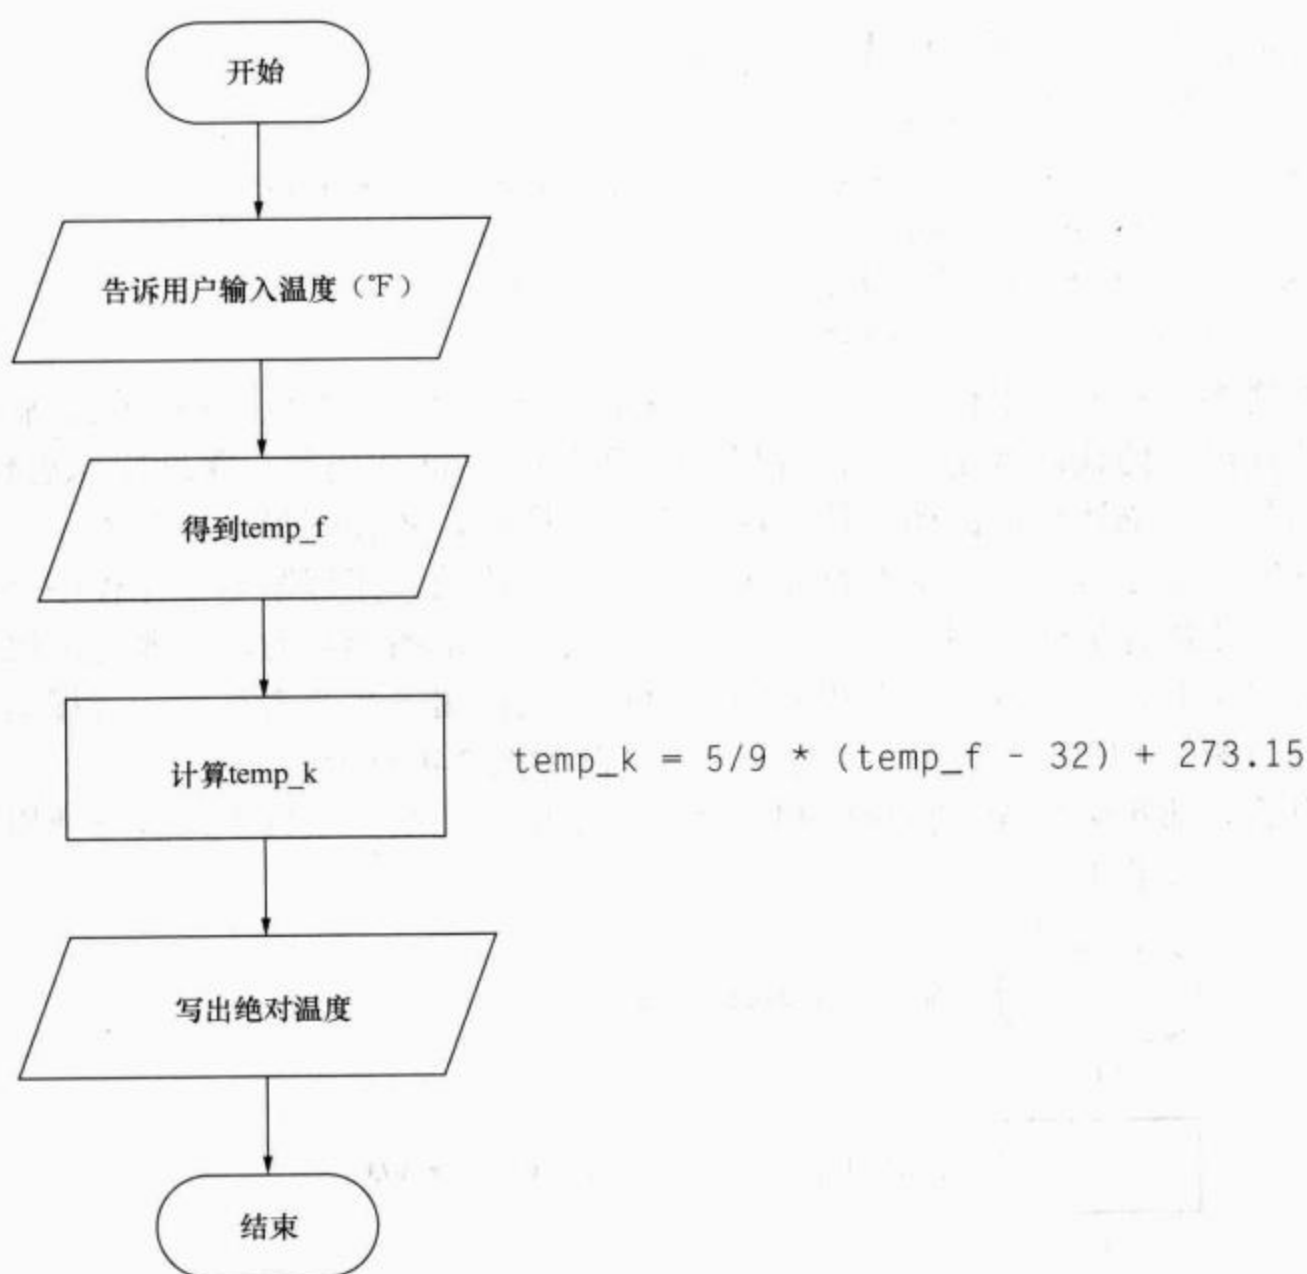 开始
告诉用户输入温度（℉）
得到temp_f
计算temp_k
temp_k = 5/9 * (temp_f - 32) + 273.15
写出绝对温度
结束